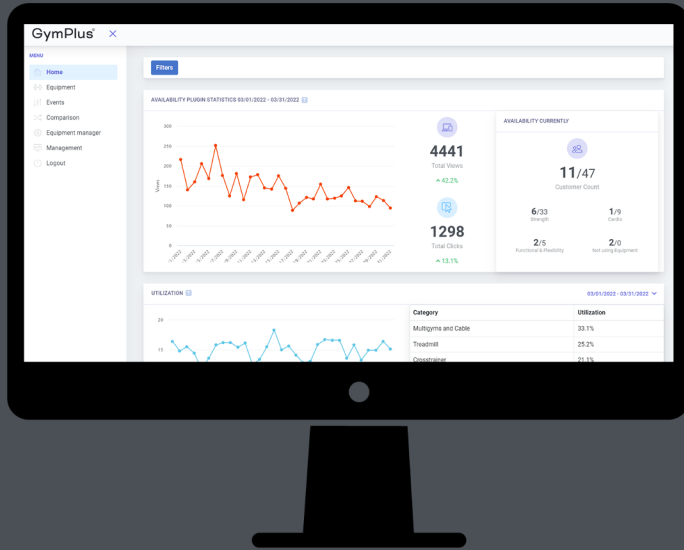 GymPlus®
MENU
Home
Equipment
Events
Comparison
Equipment manager
Management
Logout
Filters
AVAILABILITY PLUGIN STATISTICS 03/01/2022 - 03/31/2022
300
250
200
150
100
50
0
Views
4441
Total Views
42.2%
1298
Total Clicks
13.1%
AVAILABILITY CURRENTLY
11/47
Customer Count
6/33
Strength
1/9
Cardio
2/5
Functional & Flexibility
2/0
Not using Equipment
UTILIZATION
03/01/2022 - 03/31/2022
20
15
Category Utilization
Multigyms and Cable 33.1%
Treadmill 25.2%
Crosstrainer 21.1%